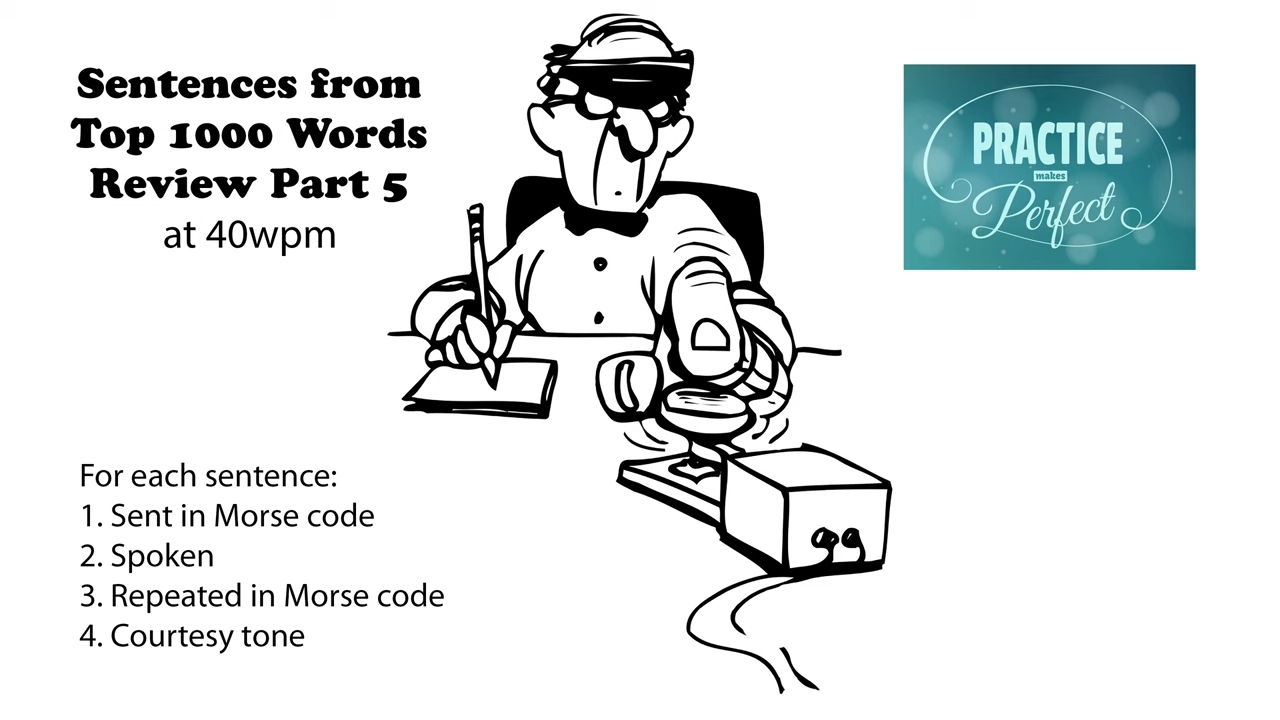 Sentences from
Top 1000 Words
Review Part 5
at 40wpm
PRACTICE
makes
Perfect
For each sentence:
1. Sent in Morse code
2. Spoken
3. Repeated in Morse code
4. Courtesy tone